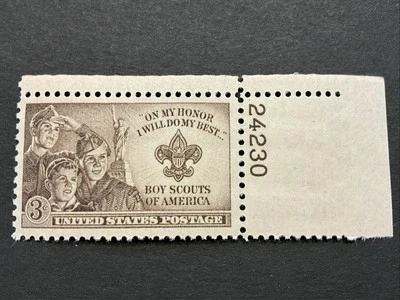 "ON MY HONOR
I WILL DO MY BEST..."
BOY SCOUTS
OF AMERICA
3¢
UNITED STATES POSTAGE
24230